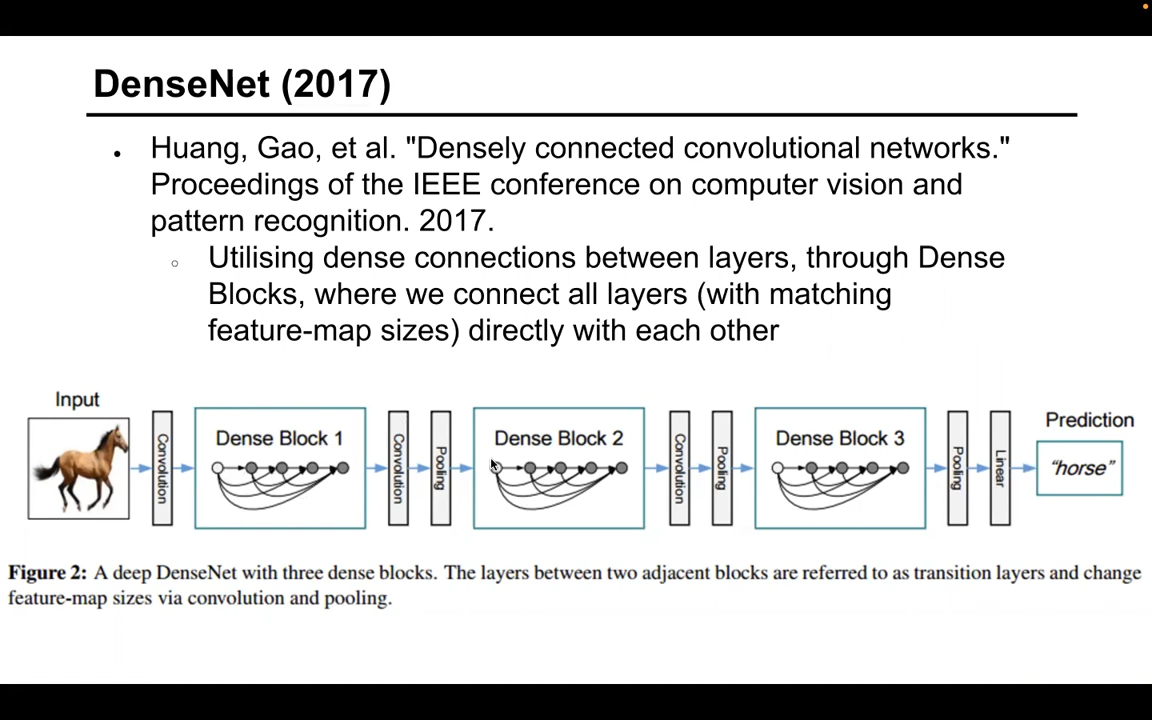 DenseNet (2017)
• Huang, Gao, et al. "Densely connected convolutional networks."
Proceedings of the IEEE conference on computer vision and
pattern recognition. 2017.
○ Utilising dense connections between layers, through Dense
Blocks, where we connect all layers (with matching
feature-map sizes) directly with each other
Input
Convolution
Dense Block 1
Convolution
Pooling
Dense Block 2
Convolution
Pooling
Dense Block 3
Pooling
Linear
Prediction
“horse”
Figure 2: A deep DenseNet with three dense blocks. The layers between two adjacent blocks are referred to as transition layers and change
feature-map sizes via convolution and pooling.